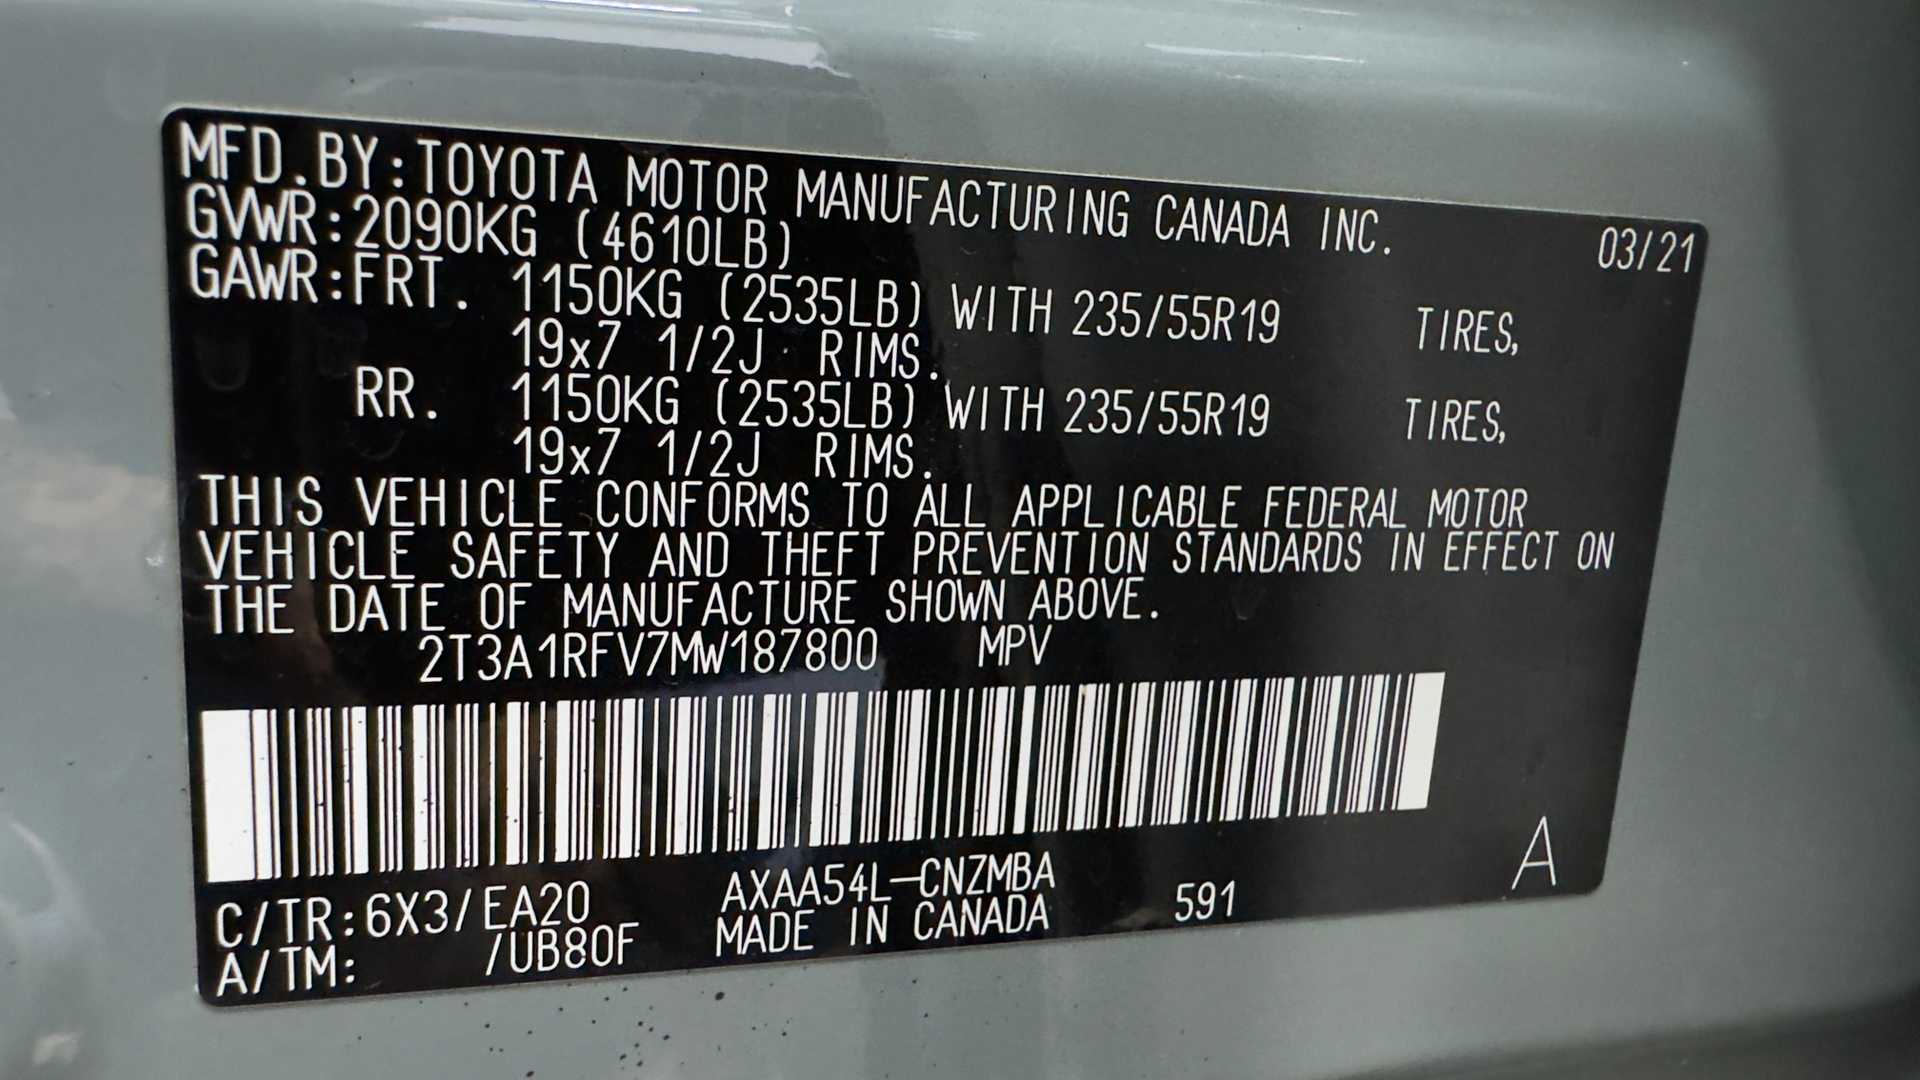 MFD.BY:TOYOTA MOTOR MANUFACTURING CANADA INC. 03/21
GVWR:2090KG (4610LB)
GAWR:FRT. 1150KG (2535LB) WITH 235/55R19 TIRES,
19x7 1/2J RIMS.
RR. 1150KG (2535LB) WITH 235/55R19 TIRES,
19x7 1/2J RIMS.
THIS VEHICLE CONFORMS TO ALL APPLICABLE FEDERAL MOTOR
VEHICLE SAFETY AND THEFT PREVENTION STANDARDS IN EFFECT ON
THE DATE OF MANUFACTURE SHOWN ABOVE.
2T3A1RFV7MW187800 MPV
C/TR:6X3/EA20 AXAA54L-CNZMBA 591 A
A/TM: /UB80F MADE IN CANADA